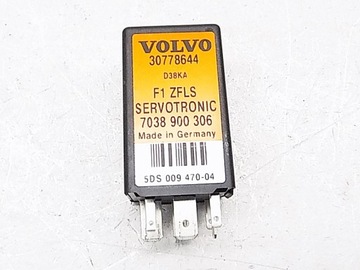 VOLVO
30778644
D38KA
F1 ZFLS
SERVOTRONIC
7038 900 306
Made in Germany
5DS 009 470-04